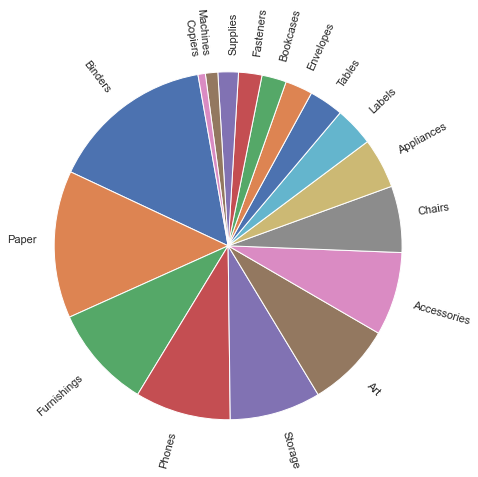 Binders
Paper
Furnishings
Phones
Storage
Art
Accessories
Chairs
Appliances
Labels
Tables
Envelopes
Bookcases
Fasteners
Supplies
Machines
Copiers